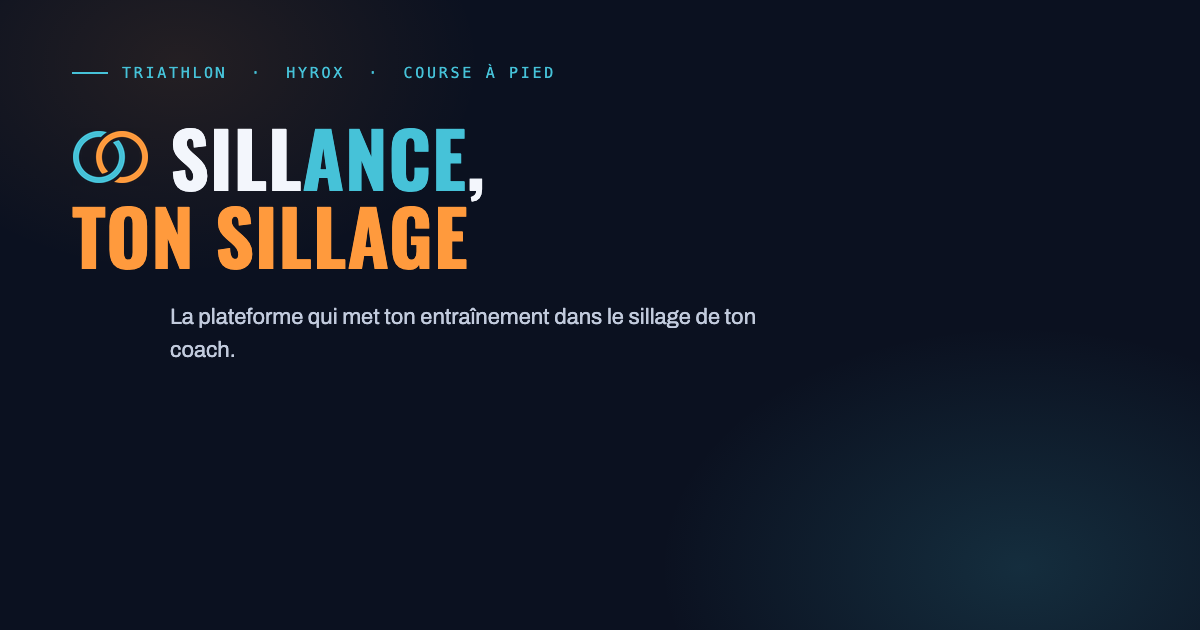 TRIATHLON · HYROX · COURSE À PIED
SILLANCE,
TON SILLAGE
La plateforme qui met ton entraînement dans le sillage de ton
coach.